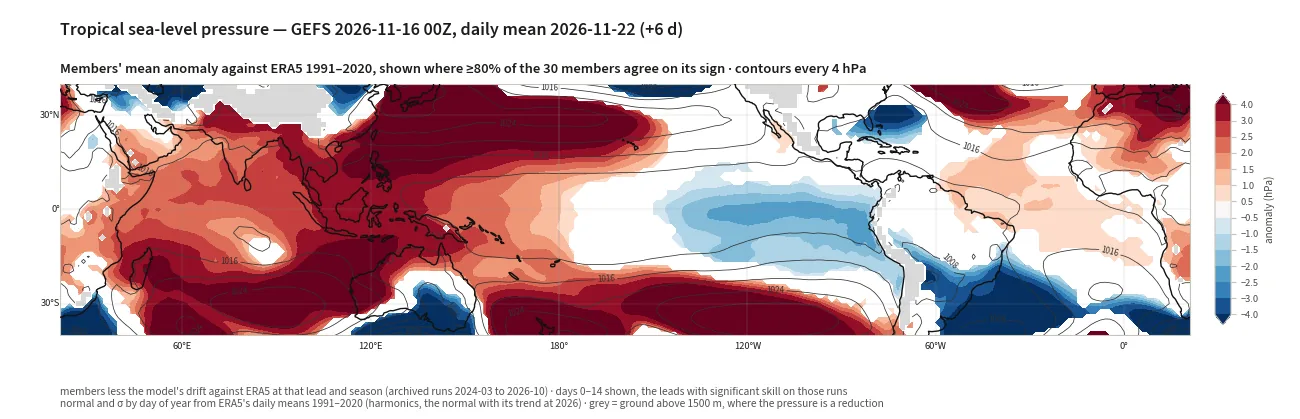 Tropical sea-level pressure — GEFS 2026-11-16 00Z, daily mean 2026-11-22 (+6 d)
Members' mean anomaly against ERA5 1991–2020, shown where ≥80% of the 30 members agree on its sign · contours every 4 hPa
30°N
0°
30°S
60°E
120°E
180°
120°W
60°W
0°
1016
1016
1016
1016
1016
1024
1008
1016
4.0
3.0
2.0
1.5
1.0
0.5
−0.5
−1.0
−1.5
−2.0
−3.0
−4.0
anomaly (hPa)
members less the model's drift against ERA5 at that lead and season (archived runs 2024-03 to 2026-10) · days 0–14 shown, the leads with significant skill on those runs
normal and σ by day of year from ERA5's daily means 1991–2020 (harmonics, the normal with its trend at 2026) · grey = ground above 1500 m, where the pressure is a reduction